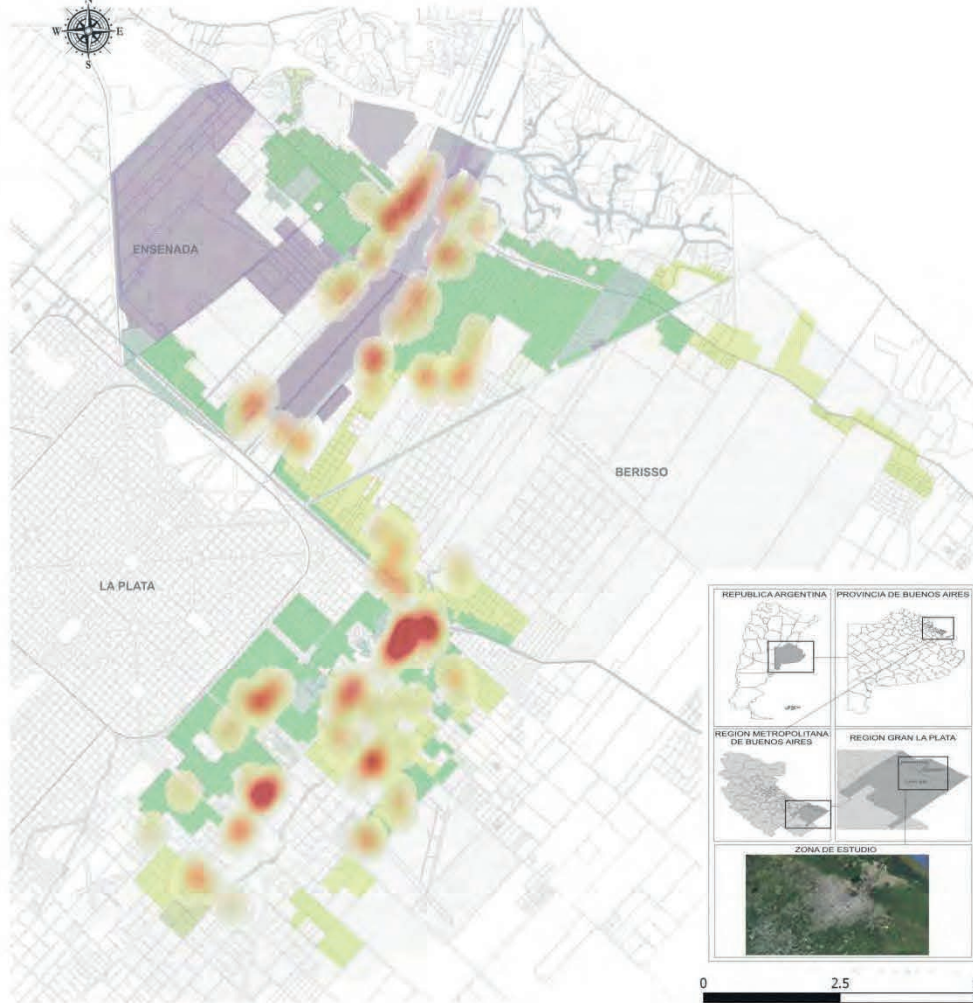 N
W E
S
ENSENADA
BERISSO
LA PLATA
REPUBLICA ARGENTINA
PROVINCIA DE BUENOS AIRES
REGION METROPOLITANA
DE BUENOS AIRES
REGION GRAN LA PLATA
ZONA DE ESTUDIO
0 2.5